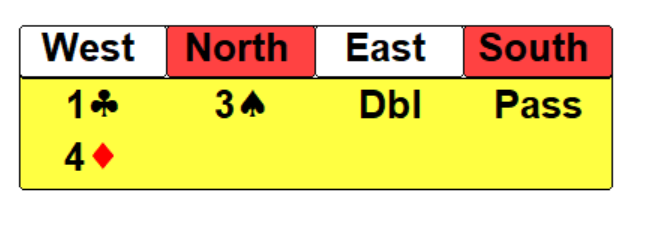 West North East South
1♣ 3♠ Dbl Pass
4♦